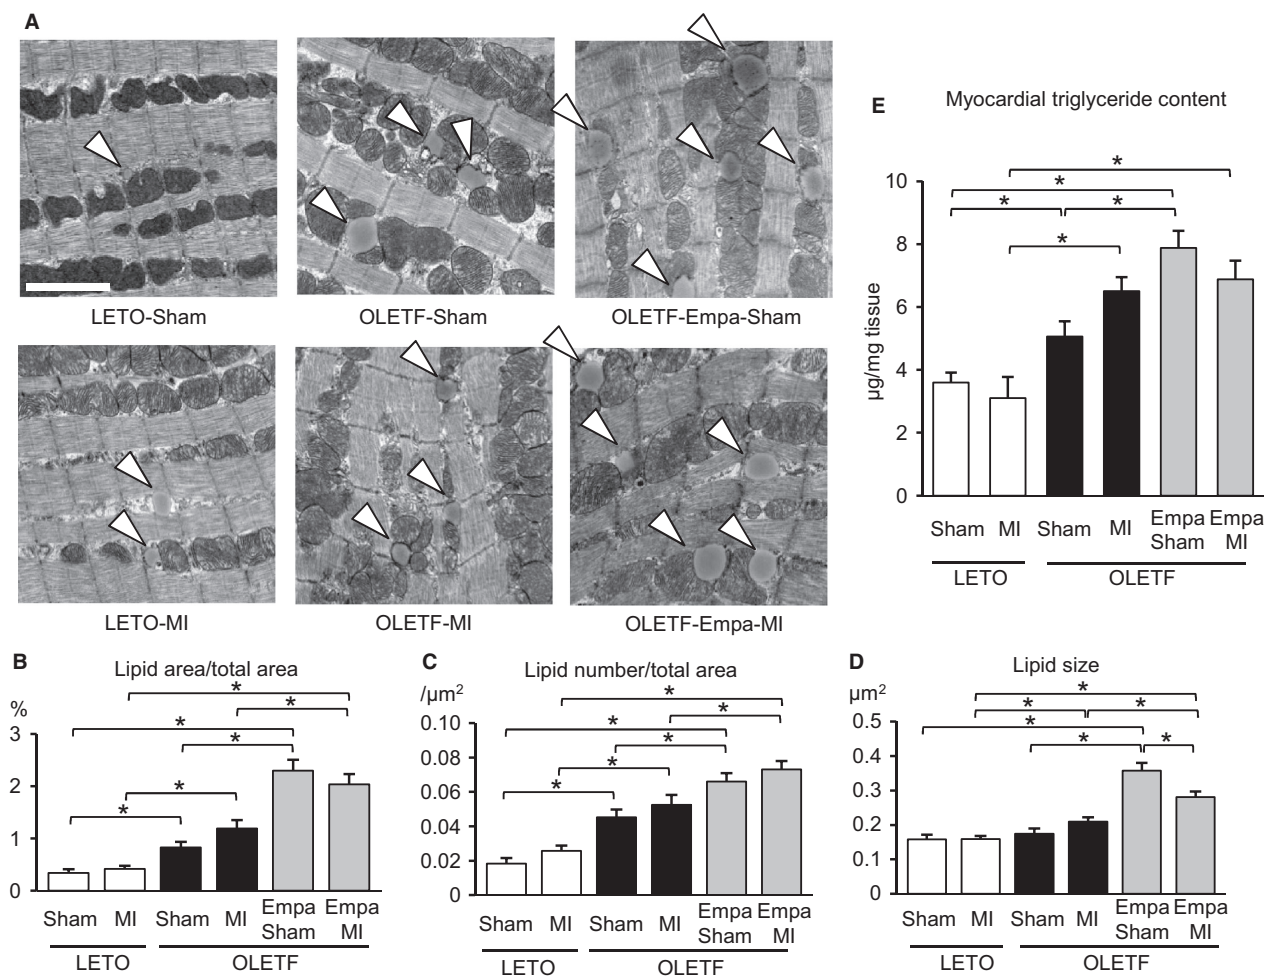 A
LETO-Sham
OLETF-Sham
OLETF-Empa-Sham
LETO-MI
OLETF-MI
OLETF-Empa-MI
B
Lipid area/total area
%
* *
* *
* *
3
2
1
0
Sham MI Sham MI Empa Sham Empa MI
LETO OLETF
C
Lipid number/total area
/µm²
* *
* *
* *
0.10
0.08
0.06
0.04
0.02
0
Sham MI Sham MI Empa Sham Empa MI
LETO OLETF
D
Lipid size
µm²
*
* *
*
* *
0.5
0.4
0.3
0.2
0.1
0
Sham MI Sham MI Empa Sham Empa MI
LETO OLETF
E
Myocardial triglyceride content
µg/mg tissue
*
*
* *
*
10
8
6
4
2
0
Sham MI Sham MI Empa Sham Empa MI
LETO OLETF